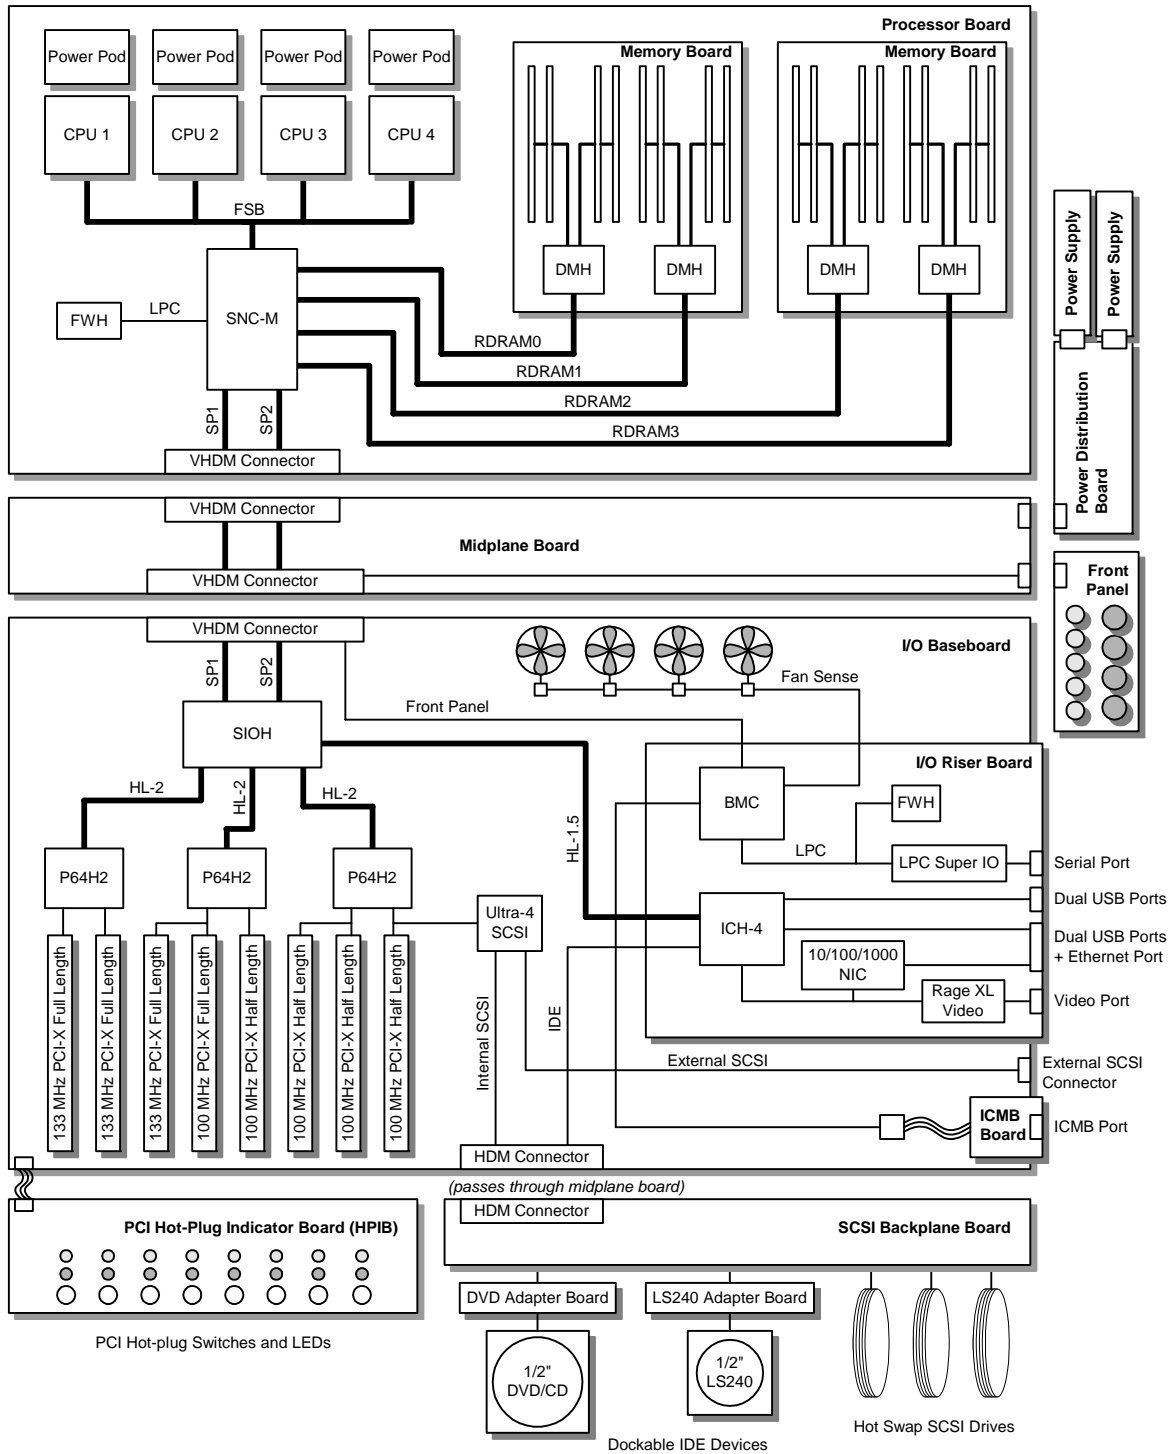 Processor Board
Power Pod
Power Pod
Power Pod
Power Pod
Memory Board
Memory Board
CPU 1
CPU 2
CPU 3
CPU 4
FSB
DMH
DMH
DMH
DMH
Power Supply
Power Supply
FWH
LPC
SNC-M
RDRAM0
RDRAM1
RDRAM2
RDRAM3
SP1
SP2
VHDM Connector
Power Distribution
Board
VHDM Connector
Midplane Board
VHDM Connector
Front
Panel
VHDM Connector
I/O Baseboard
SP1
SP2
Fan Sense
Front Panel
SIOH
I/O Riser Board
HL-2
HL-2
HL-2
BMC
FWH
HL-1.5
LPC
LPC Super IO
Serial Port
P64H2
P64H2
P64H2
Dual USB Ports
Ultra-4
SCSI
ICH-4
Dual USB Ports
+ Ethernet Port
10/100/1000
NIC
Rage XL
Video
Video Port
133 MHz PCI-X Full Length
133 MHz PCI-X Full Length
133 MHz PCI-X Full Length
100 MHz PCI-X Full Length
100 MHz PCI-X Half Length
100 MHz PCI-X Half Length
100 MHz PCI-X Half Length
100 MHz PCI-X Half Length
Internal SCSI
IDE
External SCSI
External SCSI
Connector
ICMB
Board
ICMB Port
HDM Connector
(passes through midplane board)
HDM Connector
PCI Hot-Plug Indicator Board (HPIB)
SCSI Backplane Board
DVD Adapter Board
LS240 Adapter Board
PCI Hot-plug Switches and LEDs
1/2"
DVD/CD
1/2"
LS240
Hot Swap SCSI Drives
Dockable IDE Devices